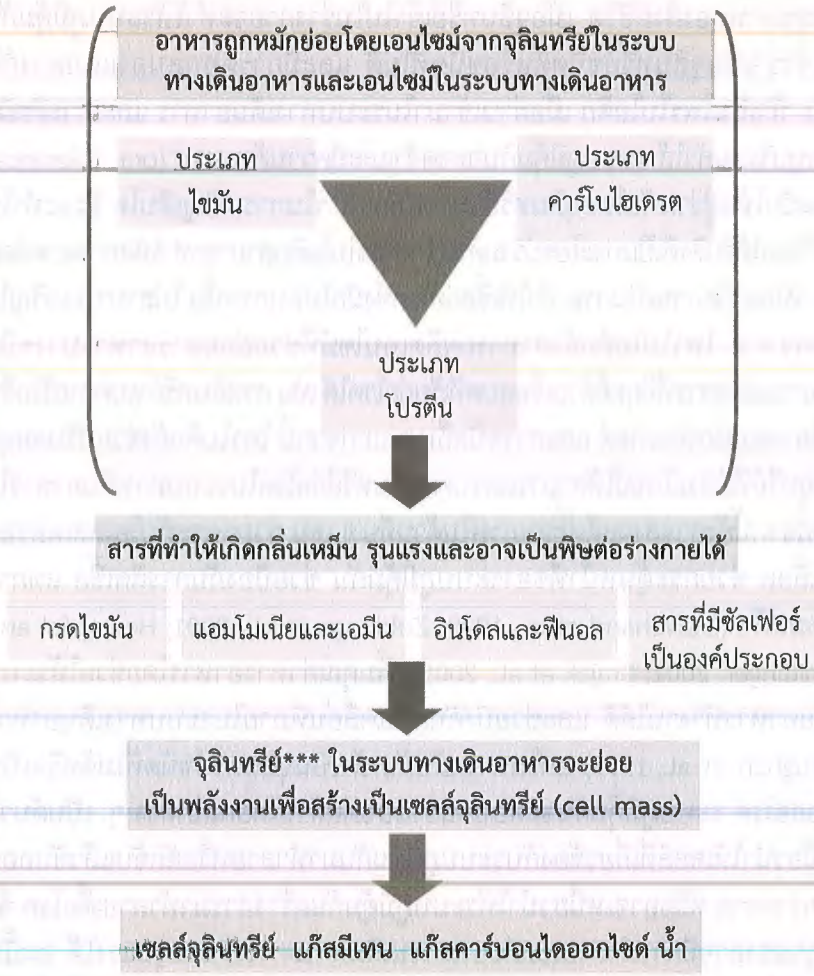 อาหารถูกหมักย่อยโดยเอนไซม์จากจุลินทรีย์ในระบบ
ทางเดินอาหารและเอนไซม์ในระบบทางเดินอาหาร
ประเภท
ไขมัน
ประเภท
คาร์โบไฮเดรต
ประเภท
โปรตีน
สารที่ทำให้เกิดกลิ่นเหม็น รุนแรงและอาจเป็นพิษต่อร่างกายได้
กรดไขมัน
แอมโมเนียและเอมีน
อินโดลและฟีนอล
สารที่มีซัลเฟอร์
เป็นองค์ประกอบ
จุลินทรีย์*** ในระบบทางเดินอาหารจะย่อย
เป็นพลังงานเพื่อสร้างเป็นเซลล์จุลินทรีย์ (cell mass)
เซลล์จุลินทรีย์ แก๊สมีเทน แก๊สคาร์บอนไดออกไซด์ น้ำ